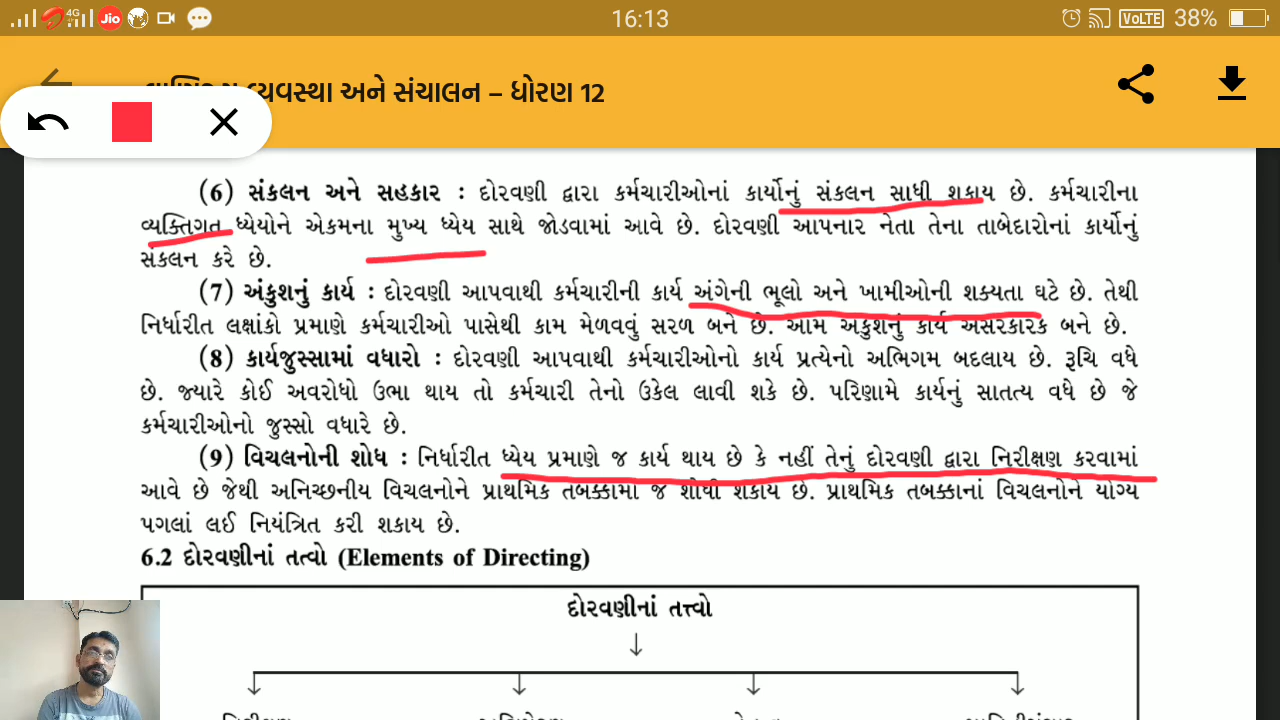 4G
Jio
16:13
VoLTE
38%
વ્યવસ્થા અને સંચાલન – ધોરણ 12
(6) સંકલન અને સહકાર : દોરવણી દ્વારા કર્મચારીઓનાં કાર્યોનું સંકલન સાધી શકાય છે. કર્મચારીના
વ્યક્તિગત ધ્યેયોને એકમના મુખ્ય ધ્યેય સાથે જોડવામાં આવે છે. દોરવણી આપનાર નેતા તેના તાબેદારોનાં કાર્યોનું
સંકલન કરે છે.
(7) અંકુશનું કાર્ય : દોરવણી આપવાથી કર્મચારીની કાર્ય અંગેની ભૂલો અને ખામીઓની શક્યતા ઘટે છે. તેથી
નિર્ધારીત લક્ષાંકો પ્રમાણે કર્મચારીઓ પાસેથી કામ મેળવવું સરળ બને છે. આમ અંકુશનું કાર્ય અસરકારક બને છે.
(8) કાર્યજુસ્સામાં વધારો : દોરવણી આપવાથી કર્મચારીઓનો કાર્ય પ્રત્યેનો અભિગમ બદલાય છે. રૂચિ વધે
છે. જ્યારે કોઈ અવરોધો ઉભા થાય તો કર્મચારી તેનો ઉકેલ લાવી શકે છે. પરિણામે કાર્યનું સાતત્ય વધે છે જે
કર્મચારીઓનો જુસ્સો વધારે છે.
(9) વિચલનોની શોધ : નિર્ધારીત ધ્યેય પ્રમાણે જ કાર્ય થાય છે કે નહીં તેનું દોરવણી દ્વારા નિરીક્ષણ કરવામાં
આવે છે જેથી અનિચ્છનીય વિચલનોને પ્રાથમિક તબક્કામાં જ શોધી શકાય છે. પ્રાથમિક તબક્કાનાં વિચલનોને યોગ્ય
પગલાં લઈ નિયંત્રિત કરી શકાય છે.
6.2 દોરવણીનાં તત્વો (Elements of Directing)
દોરવણીનાં તત્ત્વો